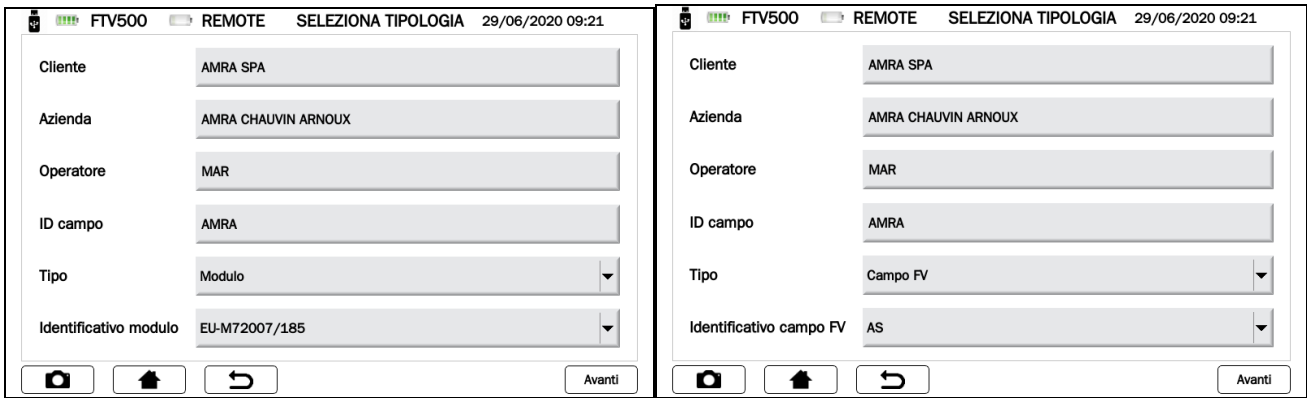 FTV500 REMOTE SELEZIONA TIPOLOGIA 29/06/2020 09:21
Cliente AMRA SPA
Azienda AMRA CHAUVIN ARNOUX
Operatore MAR
ID campo AMRA
Tipo Modulo
Identificativo modulo EU-M72007/185
Avanti
FTV500 REMOTE SELEZIONA TIPOLOGIA 29/06/2020 09:21
Cliente AMRA SPA
Azienda AMRA CHAUVIN ARNOUX
Operatore MAR
ID campo AMRA
Tipo Campo FV
Identificativo campo FV AS
Avanti